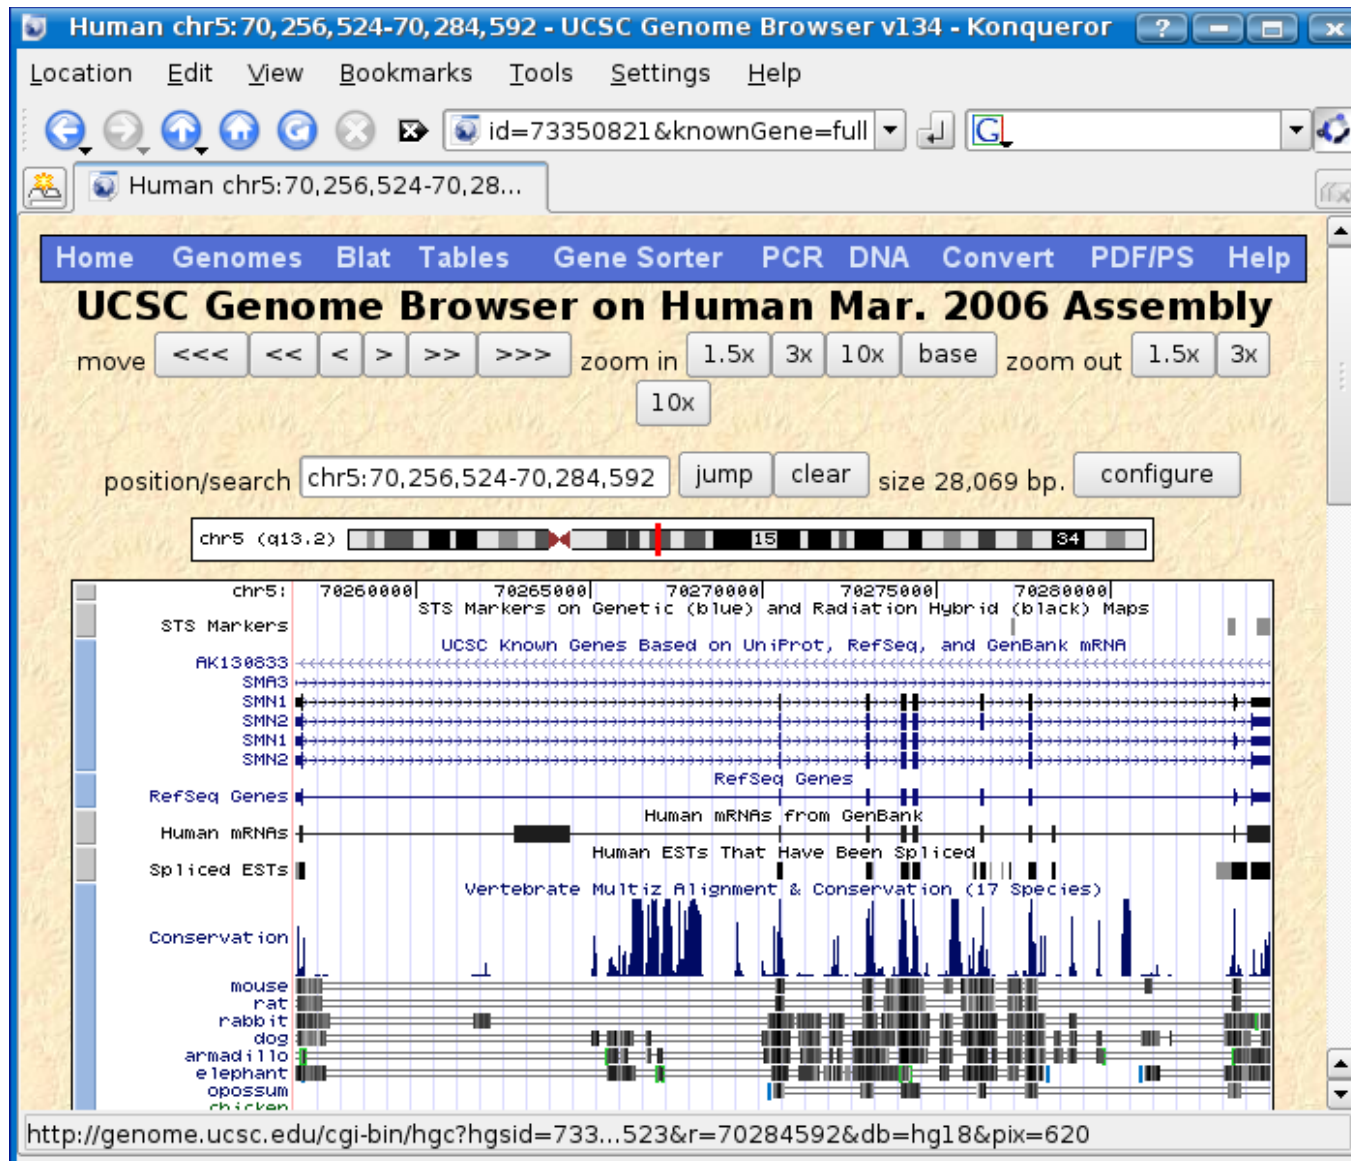 Human chr5:70,256,524-70,284,592 - UCSC Genome Browser v134 - Konqueror
Location Edit View Bookmarks Tools Settings Help
id=73350821&knownGene=full
G
Human chr5:70,256,524-70,28...
Home Genomes Blat Tables Gene Sorter PCR DNA Convert PDF/PS Help
UCSC Genome Browser on Human Mar. 2006 Assembly
move <<< << < > >> >>> zoom in 1.5x 3x 10x base zoom out 1.5x 3x
10x
position/search chr5:70,256,524-70,284,592 jump clear size 28,069 bp. configure
chr5 (q13.2) 15 34
chr5: 70260000 70265000 70270000 70275000 70280000
STS Markers on Genetic (blue) and Radiation Hybrid (black) Maps
STS Markers
UCSC Known Genes Based on UniProt, RefSeq, and GenBank mRNA
AK130833
SMA3
SMN1
SMN2
SMN1
SMN2
RefSeq Genes
RefSeq Genes
Human mRNAs from GenBank
Human mRNAs
Human ESTs That Have Been Spliced
Spliced ESTs
Vertebrate Multiz Alignment & Conservation (17 Species)
Conservation
mouse
rat
rabbit
dog
armadillo
elephant
opossum
chicken
http://genome.ucsc.edu/cgi-bin/hgc?hgsid=733...523&r=70284592&db=hg18&pix=620